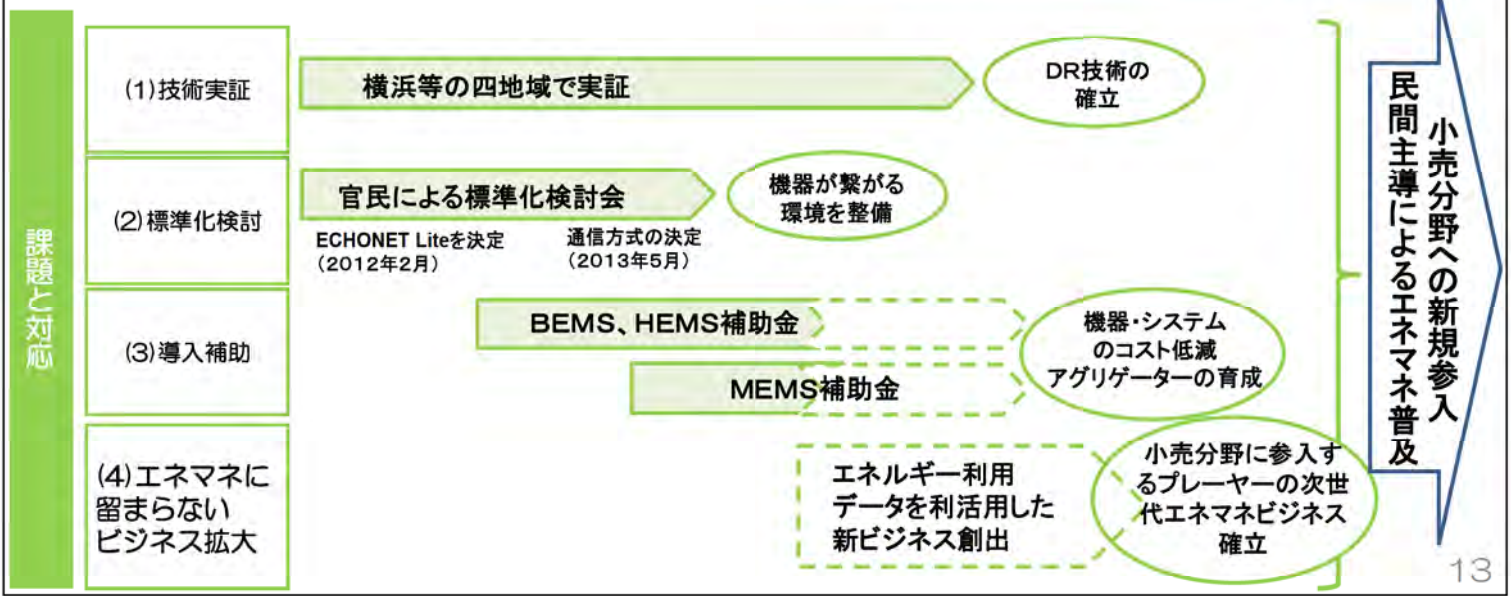 課題と対応
(1)技術実証
横浜等の四地域で実証
DR技術の
確立
(2)標準化検討
官民による標準化検討会
機器が繋がる
環境を整備
ECHONET Liteを決定
(2012年2月)
通信方式の決定
(2013年5月)
(3)導入補助
BEMS、HEMS補助金
MEMS補助金
機器・システム
のコスト低減
アグリゲーターの育成
(4)エネマネに
留まらない
ビジネス拡大
エネルギー利用
データを利活用した
新ビジネス創出
小売分野に参入す
るプレーヤーの次世
代エネマネビジネス
確立
小売分野への新規参入
民間主導によるエネマネ普及
13